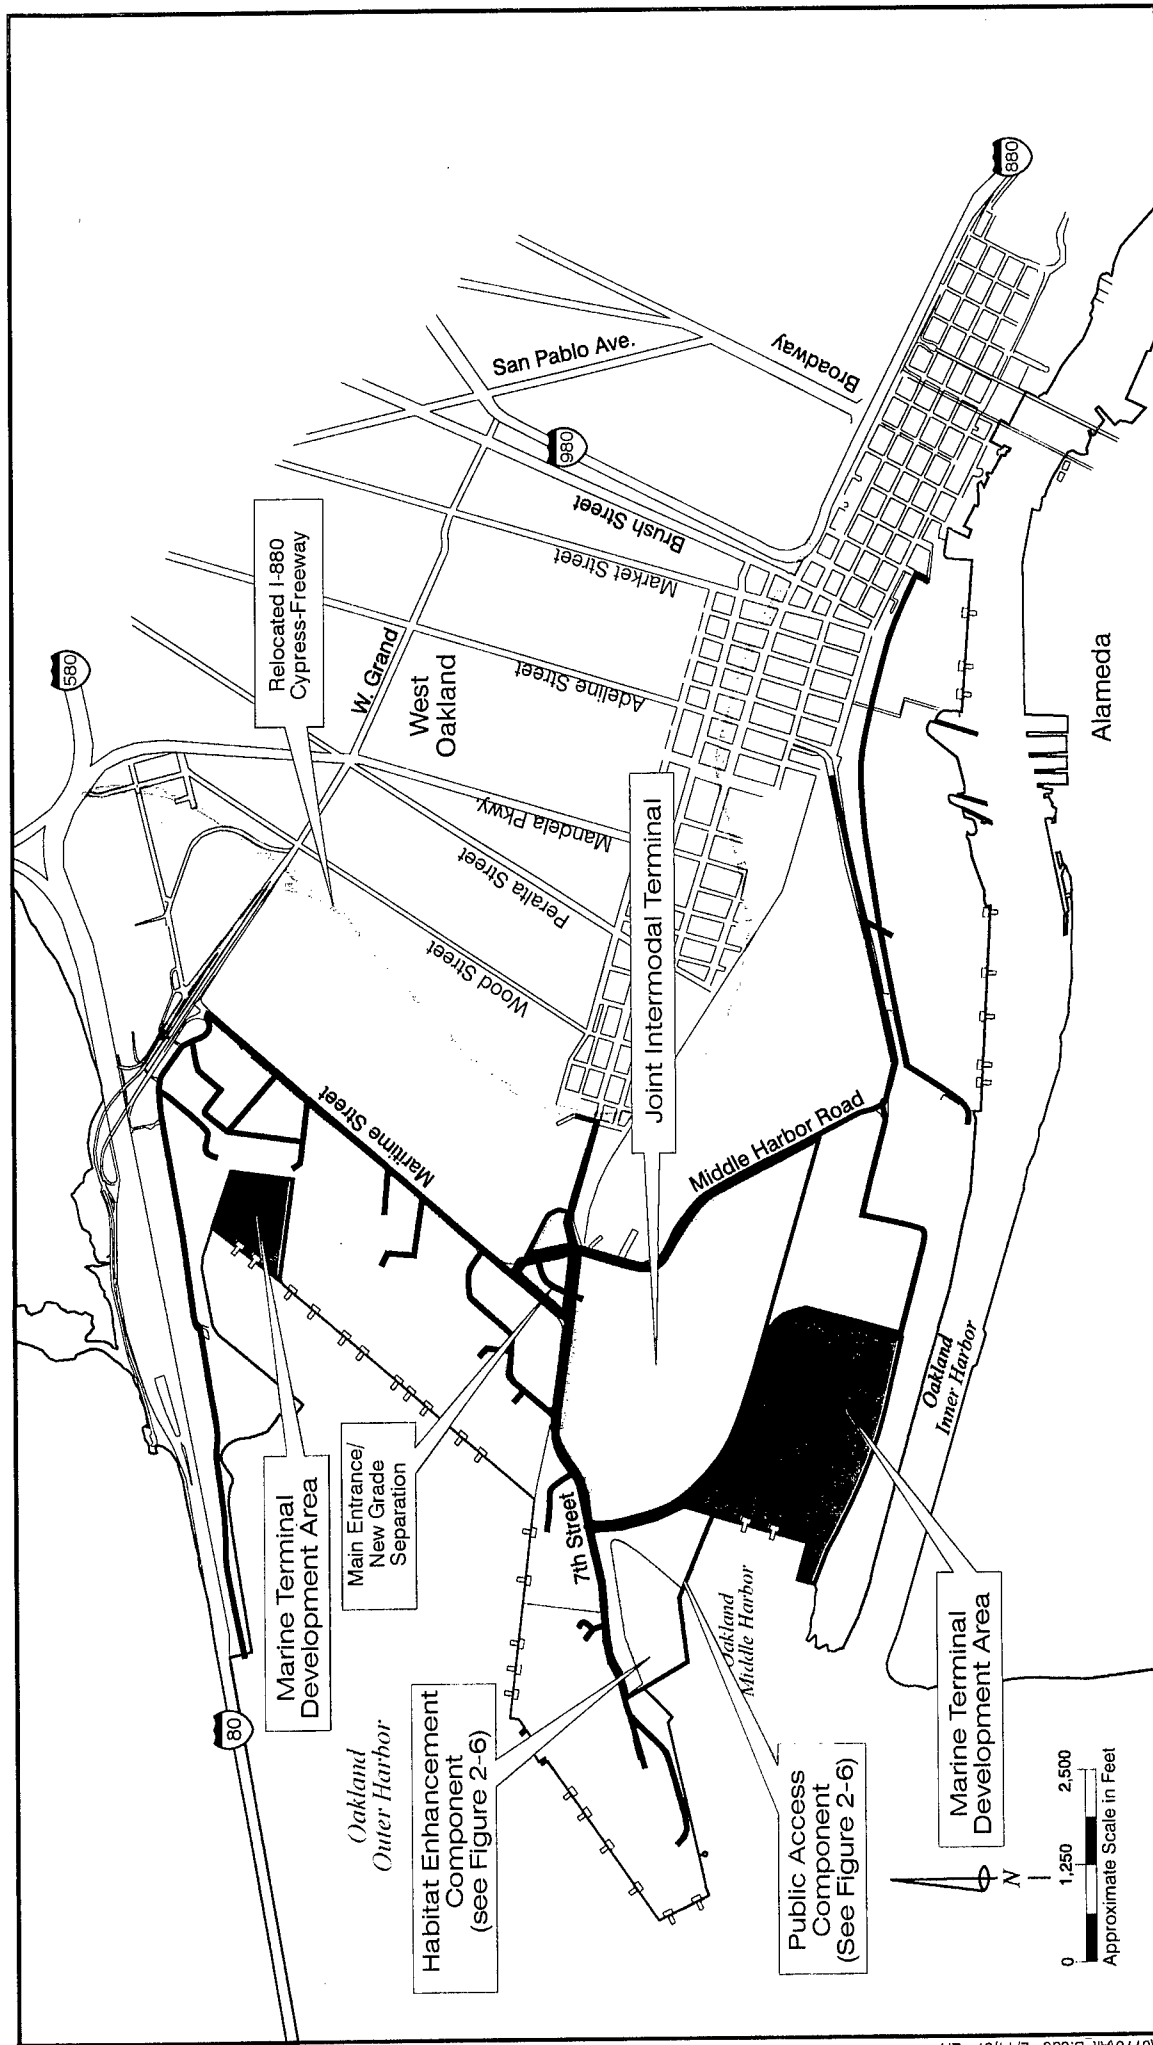 580
Relocated I-880
Cypress-Freeway
W. Grand
West
Oakland
San Pablo Ave.
Broadway
980
880
Brush Street
Market Street
Adeline Street
Mandela Pkwy.
Peralta Street
Wood Street
Maritime Street
Joint Intermodal Terminal
Middle Harbor Road
Alameda
80
Marine Terminal
Development Area
Main Entrance/
New Grade
Separation
7th Street
Oakland
Outer Harbor
Habitat Enhancement
Component
(see Figure 2-6)
Oakland
Middle Harbor
Oakland
Inner Harbor
Public Access
Component
(See Figure 2-6)
Marine Terminal
Development Area
N
0
1,250
2,500
Approximate Scale in Feet